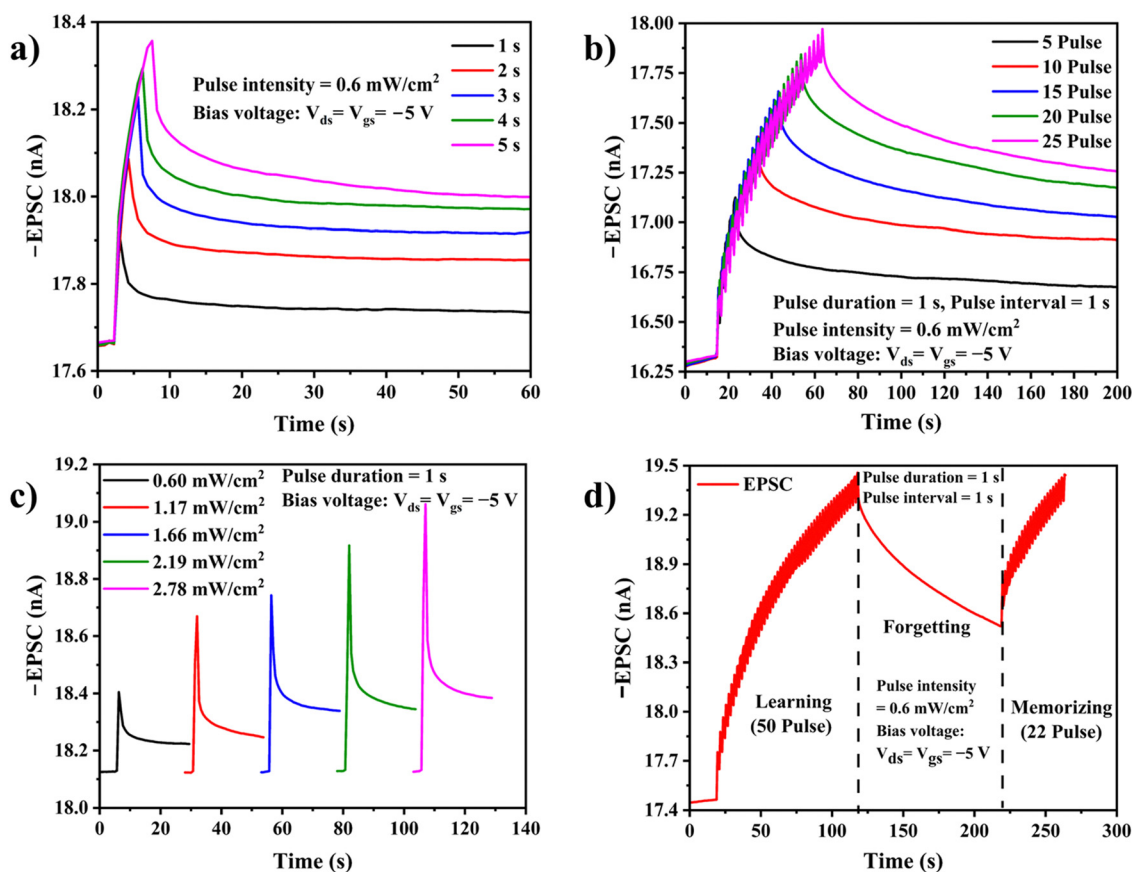 a)
−EPSC (nA)
18.4
18.2
18.0
17.8
17.6
0 10 20 30 40 50 60
Time (s)
Pulse intensity = 0.6 mW/cm²
Bias voltage: Vds= Vgs= −5 V
1 s
2 s
3 s
4 s
5 s
b)
−EPSC (nA)
18.00
17.75
17.50
17.25
17.00
16.75
16.50
16.25
0 20 40 60 80 100 120 140 160 180 200
Time (s)
5 Pulse
10 Pulse
15 Pulse
20 Pulse
25 Pulse
Pulse duration = 1 s, Pulse interval = 1 s
Pulse intensity = 0.6 mW/cm²
Bias voltage: Vds= Vgs= −5 V
c)
−EPSC (nA)
19.2
19.0
18.8
18.6
18.4
18.2
18.0
0 20 40 60 80 100 120 140
Time (s)
0.60 mW/cm²
1.17 mW/cm²
1.66 mW/cm²
2.19 mW/cm²
2.78 mW/cm²
Pulse duration = 1 s
Bias voltage: Vds= Vgs= −5 V
d)
−EPSC (nA)
19.5
19.2
18.9
18.6
18.3
18.0
17.7
17.4
0 50 100 150 200 250 300
Time (s)
EPSC
Pulse duration = 1 s
Pulse interval = 1 s
Learning
(50 Pulse)
Forgetting
Pulse intensity
= 0.6 mW/cm²
Bias voltage:
Vds= Vgs= −5 V
Memorizing
(22 Pulse)